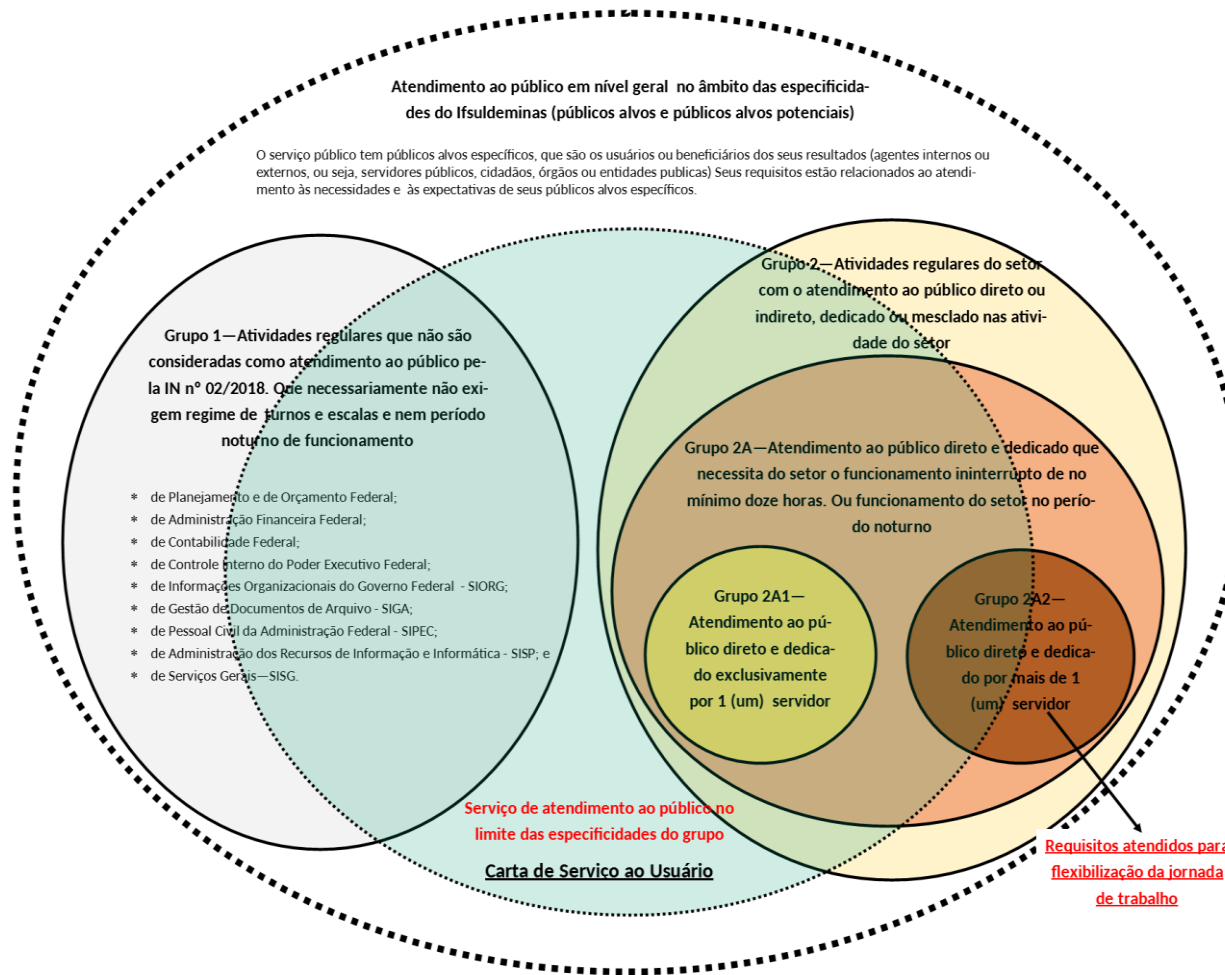 Atendimento ao público em nível geral no âmbito das especificida-
des do Ifsuldeminas (públicos alvos e públicos alvos potenciais)
O serviço público tem públicos alvos específicos, que são os usuários ou beneficiários dos seus resultados (agentes internos ou
externos, ou seja, servidores públicos, cidadãos, órgãos ou entidades publicas) Seus requisitos estão relacionados ao atendi-
mento às necessidades e às expectativas de seus públicos alvos específicos.
Grupo 1—Atividades regulares que não são
consideradas como atendimento ao público pe-
la IN nº 02/2018. Que necessariamente não exi-
gem regime de turnos e escalas e nem período
noturno de funcionamento
* de Planejamento e de Orçamento Federal;
* de Administração Financeira Federal;
* de Contabilidade Federal;
* de Controle Interno do Poder Executivo Federal;
* de Informações Organizacionais do Governo Federal - SIORG;
* de Gestão de Documentos de Arquivo - SIGA;
* de Pessoal Civil da Administração Federal - SIPEC;
* de Administração dos Recursos de Informação e Informática - SISP; e
* de Serviços Gerais—SISG.
Grupo 2—Atividades regulares do setor
com o atendimento ao público direto ou
indireto, dedicado ou mesclado nas ativi-
dade do setor
Grupo 2A—Atendimento ao público direto e dedicado que
necessita do setor o funcionamento ininterrupto de no
mínimo doze horas. Ou funcionamento do setor no perío-
do noturno
Grupo 2A1—
Atendimento ao pú-
blico direto e dedica-
do exclusivamente
por 1 (um) servidor
Grupo 2A2—
Atendimento ao pú-
blico direto e dedica-
do por mais de 1
(um) servidor
Serviço de atendimento ao público no
limite das especificidades do grupo
Carta de Serviço ao Usuário
Requisitos atendidos para
flexibilização da jornada
de trabalho